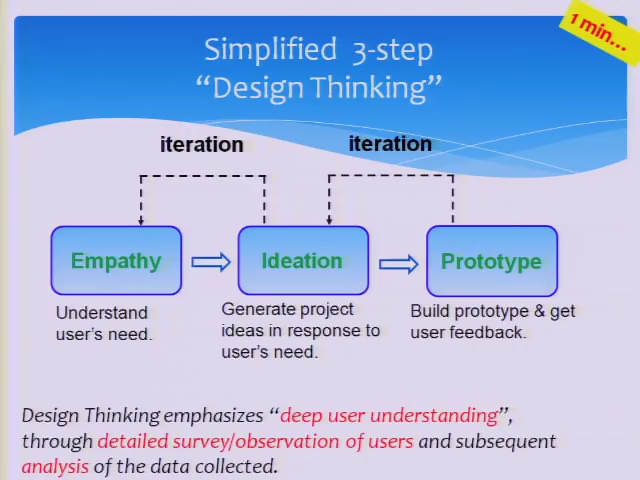 1 min...
Simplified 3-step
“Design Thinking”
iteration
iteration
Empathy
Ideation
Prototype
Understand
user's need.
Generate project
ideas in response to
user's need.
Build prototype & get
user feedback.
Design Thinking emphasizes “deep user understanding”,
through detailed survey/observation of users and subsequent
analysis of the data collected.